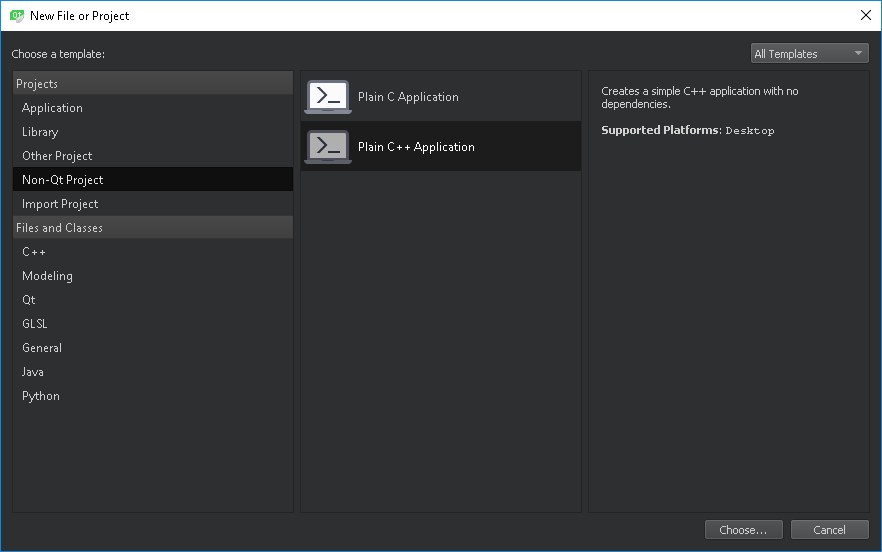 New File or Project
Choose a template:
All Templates
Projects
Application
Library
Other Project
Non-Qt Project
Import Project
Files and Classes
C++
Modeling
Qt
GLSL
General
Java
Python
Plain C Application
Plain C++ Application
Creates a simple C++ application with no
dependencies.
Supported Platforms: Desktop
Choose...
Cancel